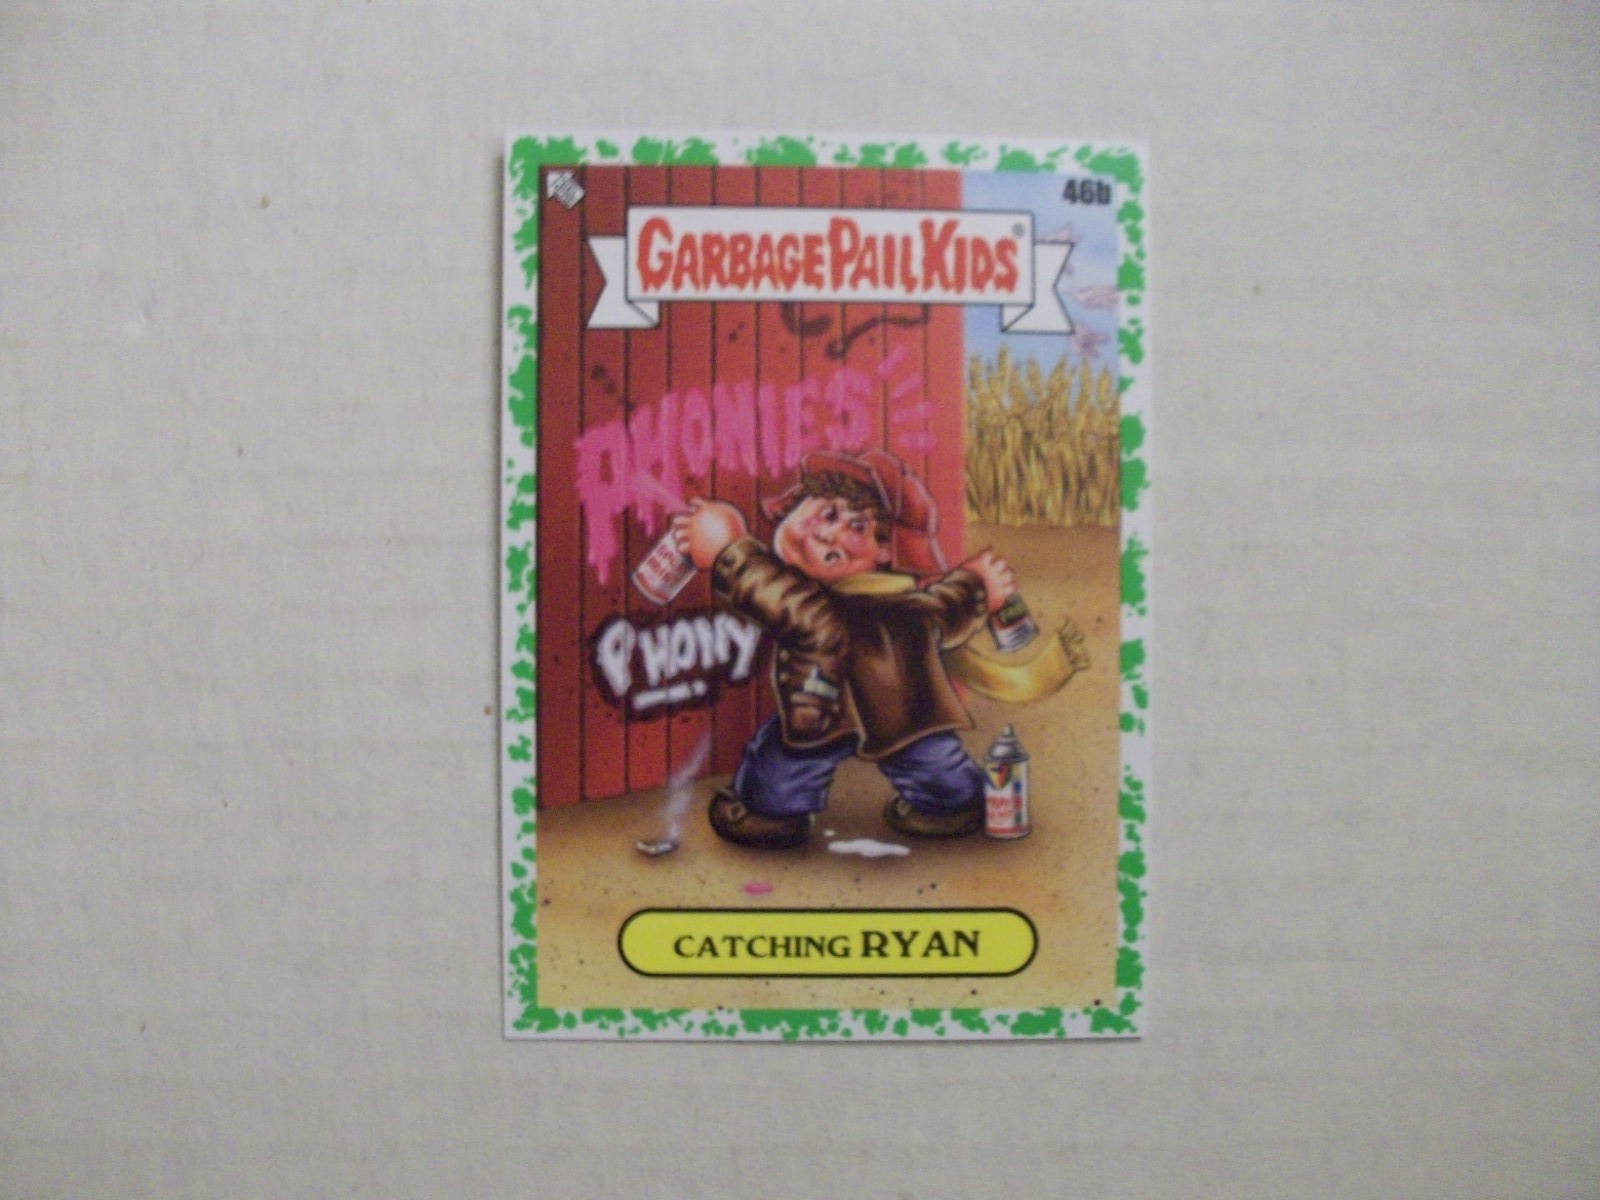 46b
GARBAGE PAIL KIDS®
PHONIES
PHONY
CATCHING RYAN